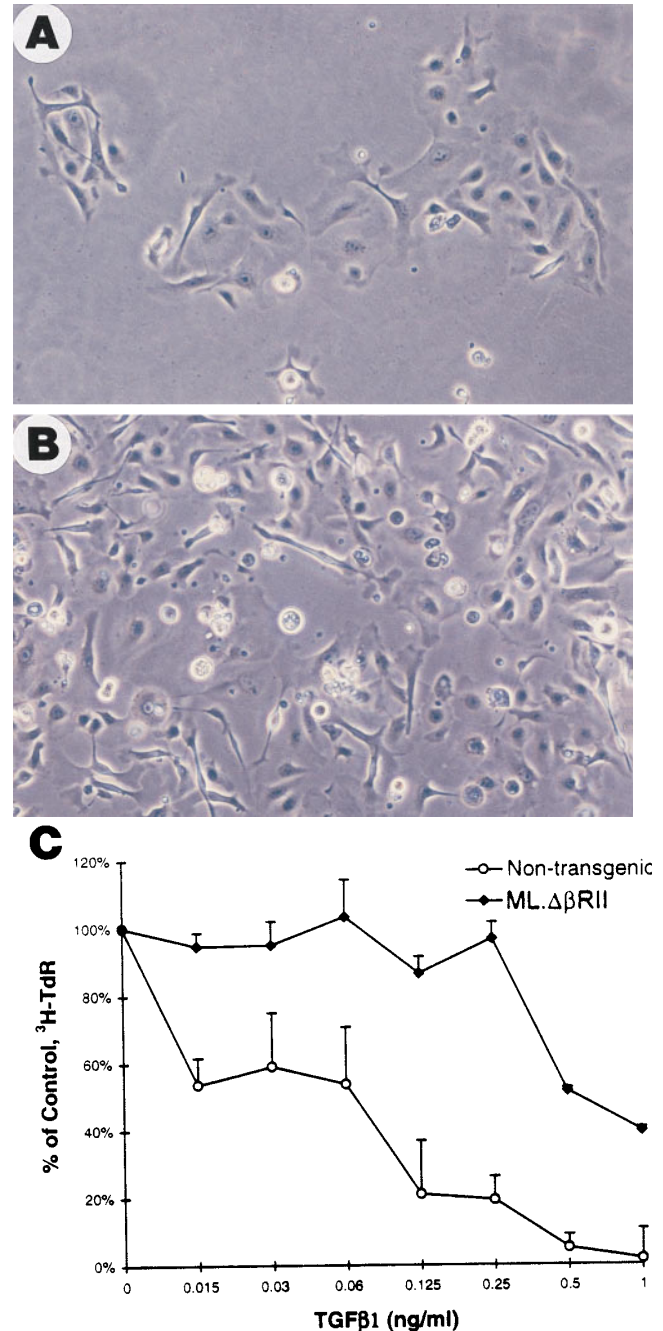 A
B
C
120%
100%
80%
60%
40%
20%
0%
% of Control, ³H-TdR
Non-transgenic
ML.ΔβRII
0 0.015 0.03 0.06 0.125 0.25 0.5 1
TGFβ1 (ng/ml)